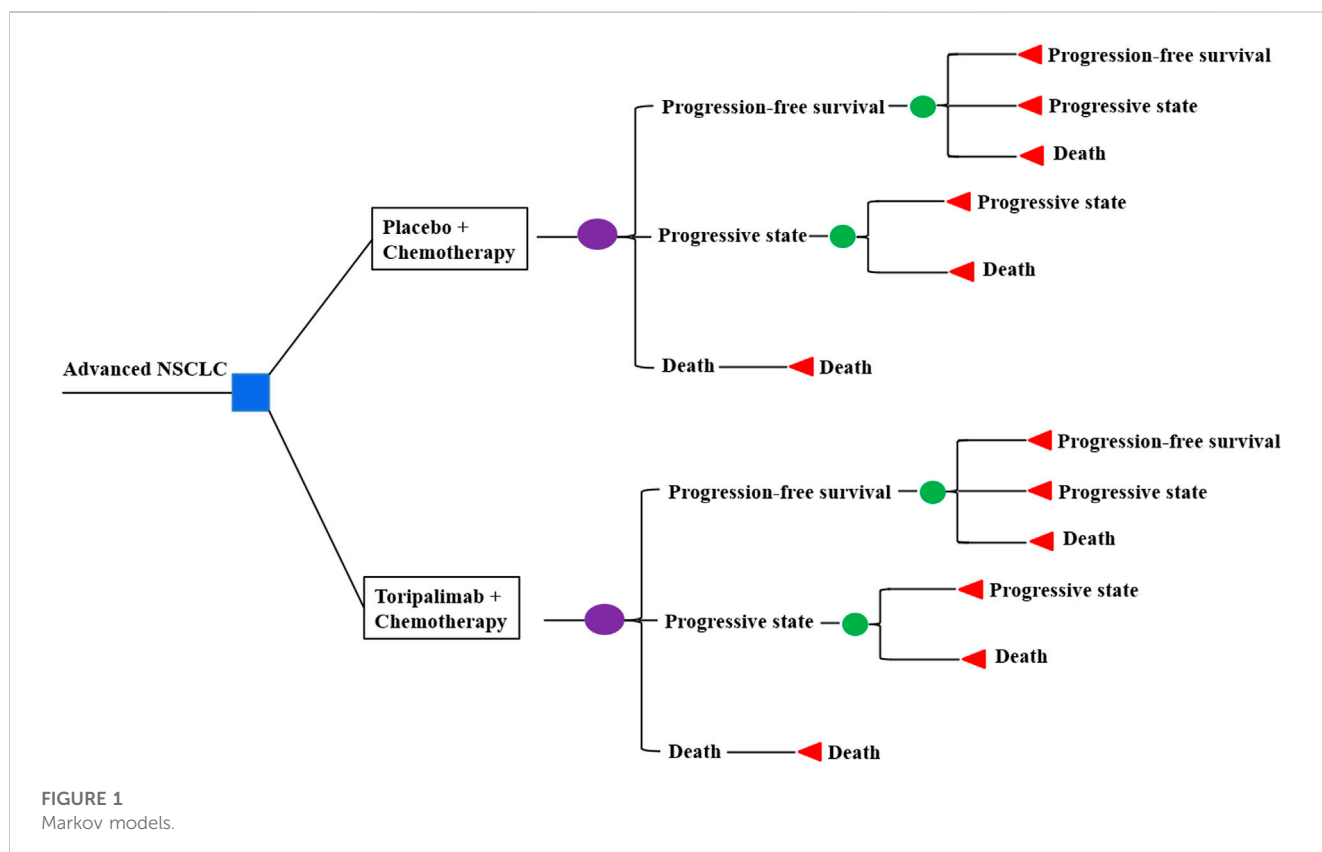 Progression-free survival
Progression-free survival
Progressive state
Death
Progressive state
Placebo +
Chemotherapy
Progressive state
Death
Advanced NSCLC
Death
Death
Progression-free survival
Progression-free survival
Progressive state
Death
Progressive state
Toripalimab +
Chemotherapy
Progressive state
Death
Death
Death
FIGURE 1
Markov models.